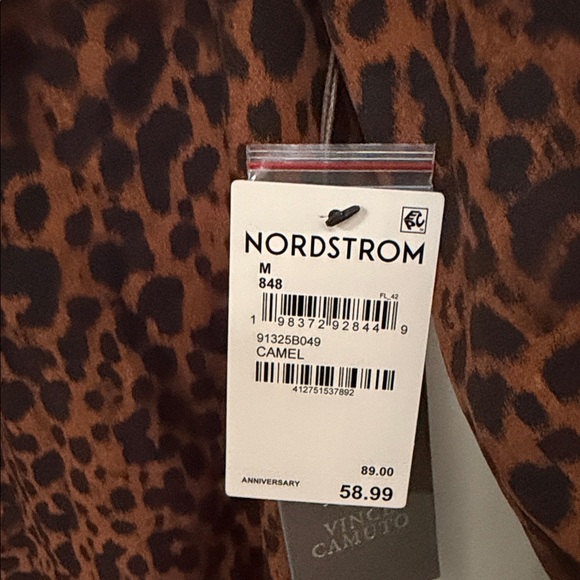 NORDSTROM
M
848
FL_42
1 98372 92844 9
91325B049
CAMEL
412751537892
89.00
ANNIVERSARY
58.99
VINCE
CAMUTO